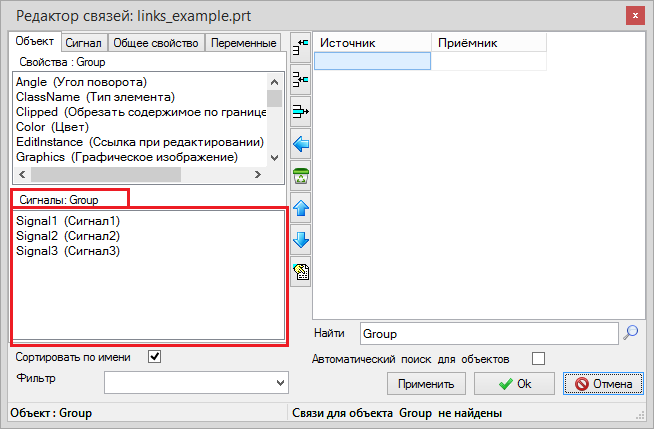 Редактор связей: links_example.prt
Объект Сигнал Общее свойство Переменные
Свойства : Group
Angle (Угол поворота)
ClassName (Тип элемента)
Clipped (Обрезать содержимое по границе
Color (Цвет)
EditInstance (Ссылка при редактировании)
Graphics (Графическое изображение)
Сигналы: Group
Signal1 (Сигнал1)
Signal2 (Сигнал2)
Signal3 (Сигнал3)
Сортировать по имени
Фильтр
Источник Приёмник
Найти Group
Автоматический поиск для объектов
Применить Ok Отмена
Объект : Group Связи для объекта Group не найдены